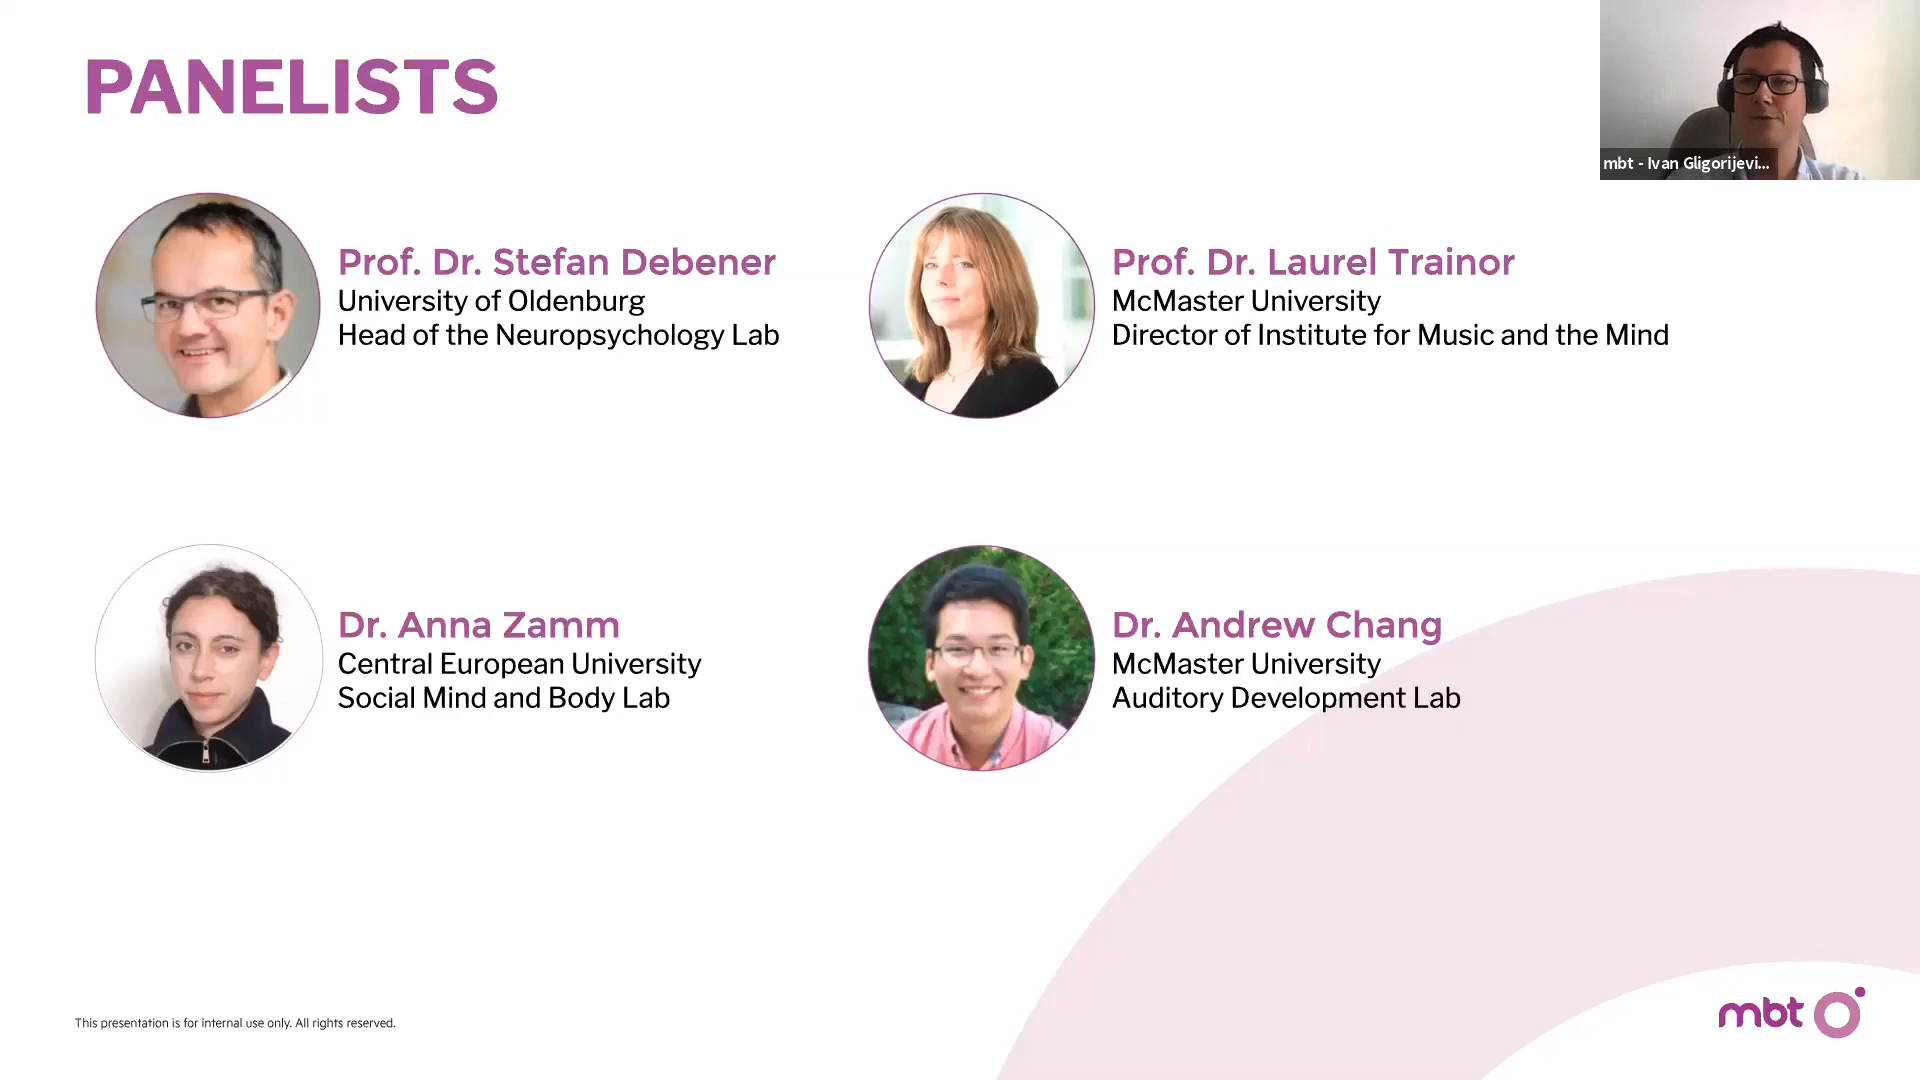 PANELISTS
mbt - Ivan Gligorijevi...
Prof. Dr. Stefan Debener
University of Oldenburg
Head of the Neuropsychology Lab
Prof. Dr. Laurel Trainor
McMaster University
Director of Institute for Music and the Mind
Dr. Anna Zamm
Central European University
Social Mind and Body Lab
Dr. Andrew Chang
McMaster University
Auditory Development Lab
This presentation is for internal use only. All rights reserved.
mbt